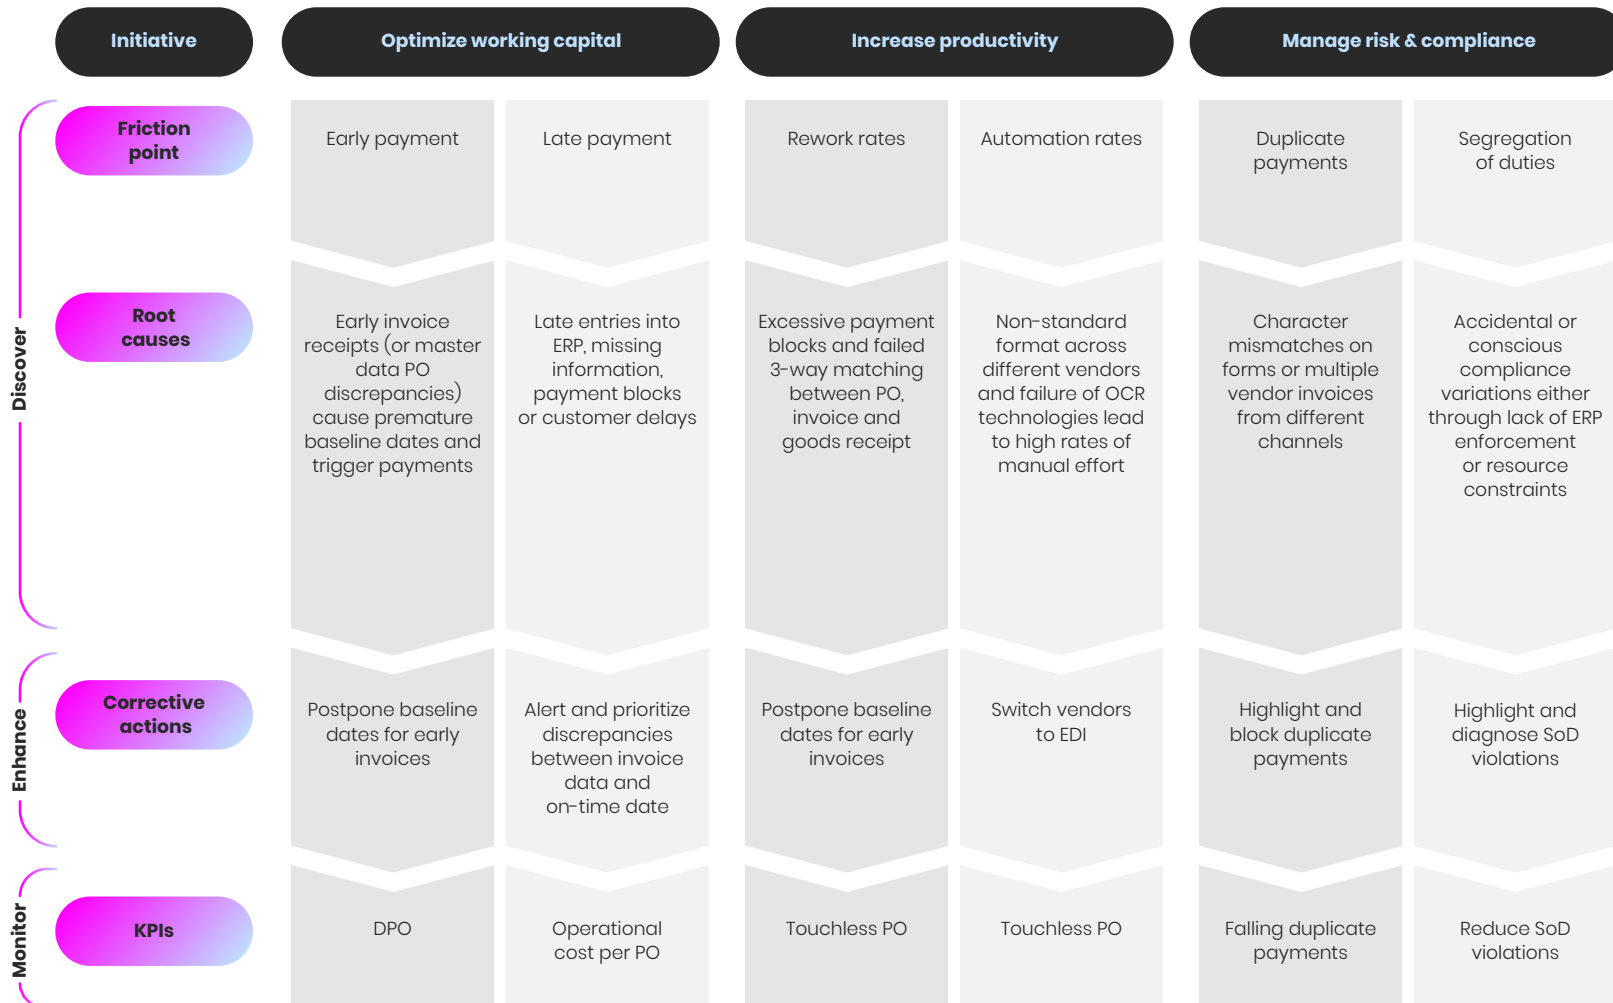 Initiative
Optimize working capital
Increase productivity
Manage risk & compliance
Discover
Friction
point
Early payment
Late payment
Rework rates
Automation rates
Duplicate
payments
Segregation
of duties
Root
causes
Early invoice
receipts (or master
data PO
discrepancies)
cause premature
baseline dates and
trigger payments
Late entries into
ERP, missing
information,
payment blocks
or customer delays
Excessive payment
blocks and failed
3-way matching
between PO,
invoice and
goods receipt
Non-standard
format across
different vendors
and failure of OCR
technologies lead
to high rates of
manual effort
Character
mismatches on
forms or multiple
vendor invoices
from different
channels
Accidental or
conscious
compliance
variations either
through lack of ERP
enforcement
or resource
constraints
Enhance
Corrective
actions
Postpone baseline
dates for early
invoices
Alert and prioritize
discrepancies
between invoice
data and
on-time date
Postpone baseline
dates for early
invoices
Switch vendors
to EDI
Highlight and
block duplicate
payments
Highlight and
diagnose SoD
violations
Monitor
KPIs
DPO
Operational
cost per PO
Touchless PO
Touchless PO
Falling duplicate
payments
Reduce SoD
violations